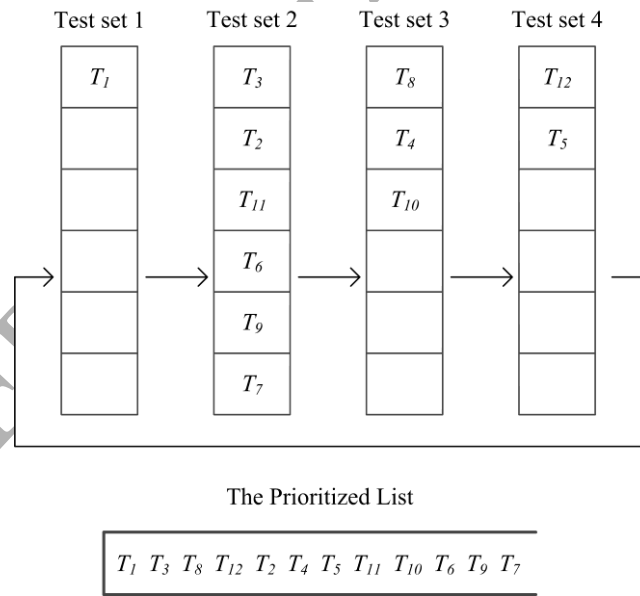 Test set 1 Test set 2 Test set 3 Test set 4
T1 T3 T8 T12
T2 T4 T5
T11 T10
T6
T9
T7
The Prioritized List
T1 T3 T8 T12 T2 T4 T5 T11 T10 T6 T9 T7